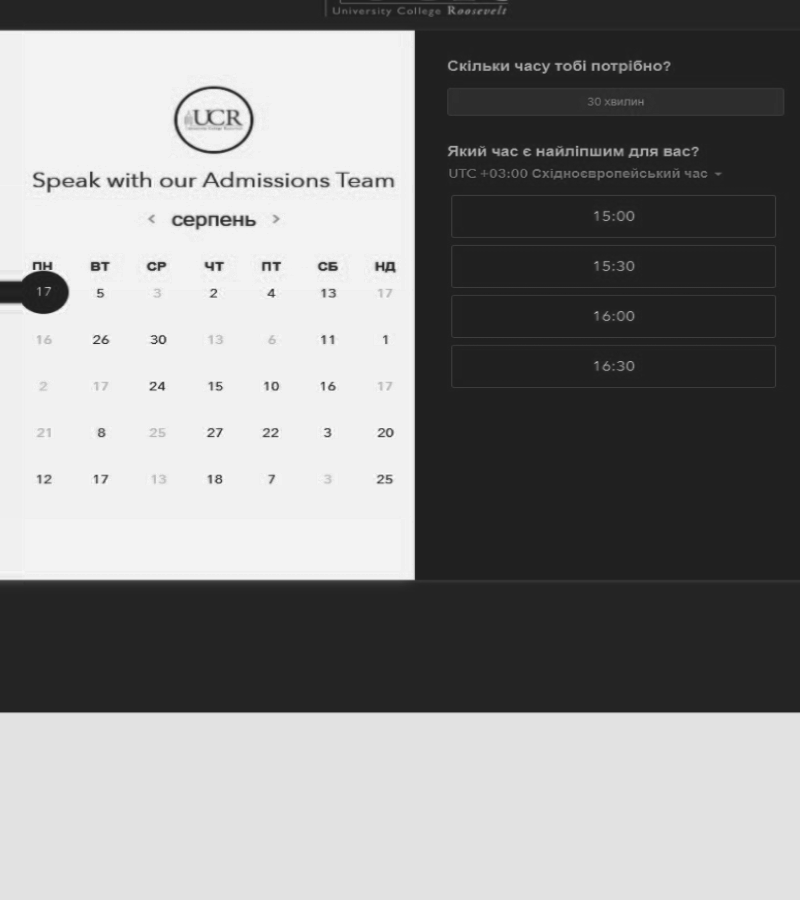 University College Roosevelt
UCR
Speak with our Admissions Team
< серпень >
ПН ВТ СР ЧТ ПТ СБ НД
17 5 3 2 4 13 17
16 26 30 13 6 11 1
2 17 24 15 10 16 17
21 8 25 27 22 3 20
12 17 13 18 7 3 25
Скільки часу тобі потрібно?
30 хвилин
Який час є найліпшим для вас?
UTC +03:00 Східноєвропейський час
15:00
15:30
16:00
16:30